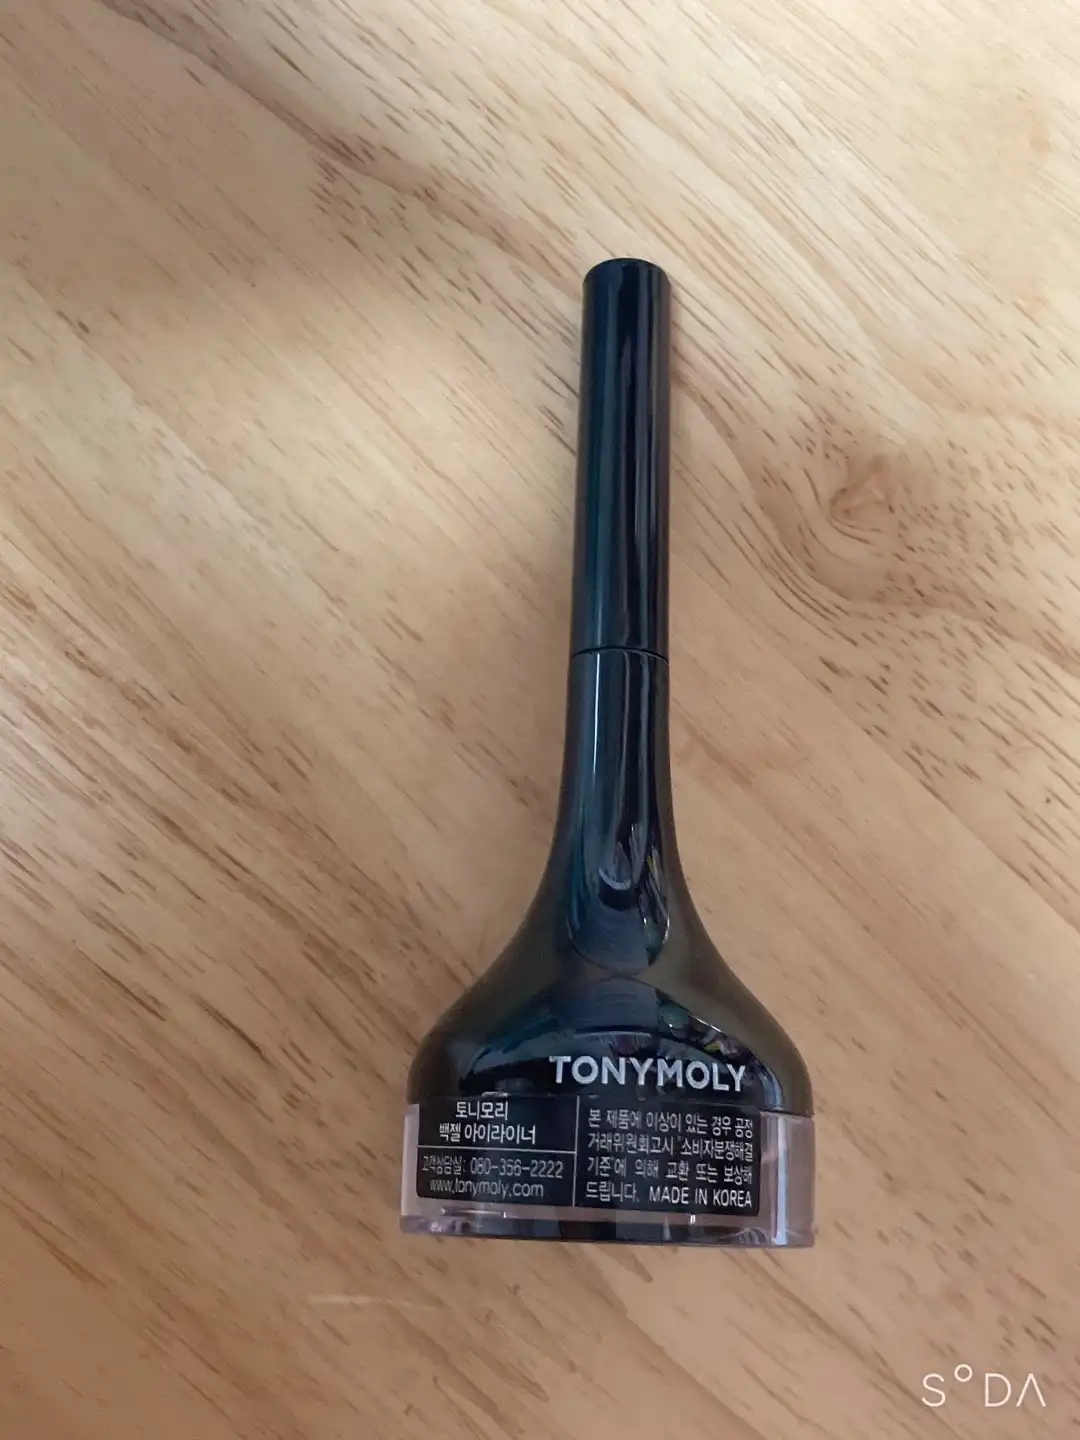 TONYMOLY
토니모리
백젤 아이라이너
고객상담실: 080-356-2222
www.tonymoly.com
본 제품에 이상이 있는 경우 공정
거래위원회고시 "소비자분쟁해결
기준"에 의해 교환 또는 보상해
드립니다. MADE IN KOREA
SODA